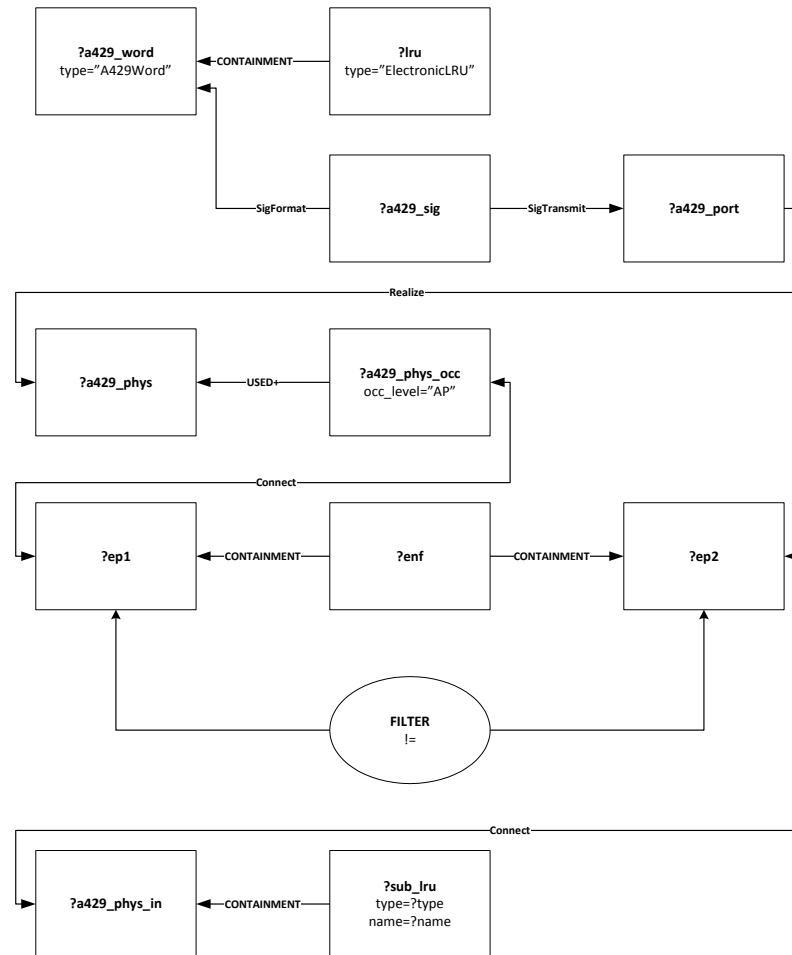 ?a429_word
type=”A429Word”
CONTAINMENT
?lru
type=”ElectronicLRU”
SigFormat
?a429_sig
SigTransmit
?a429_port
Realize
?a429_phys
USED+
?a429_phys_occ
occ_level=”AP”
Connect
?ep1
CONTAINMENT
?enf
CONTAINMENT
?ep2
FILTER
!=
Connect
?a429_phys_in
CONTAINMENT
?sub_lru
type=?type
name=?name